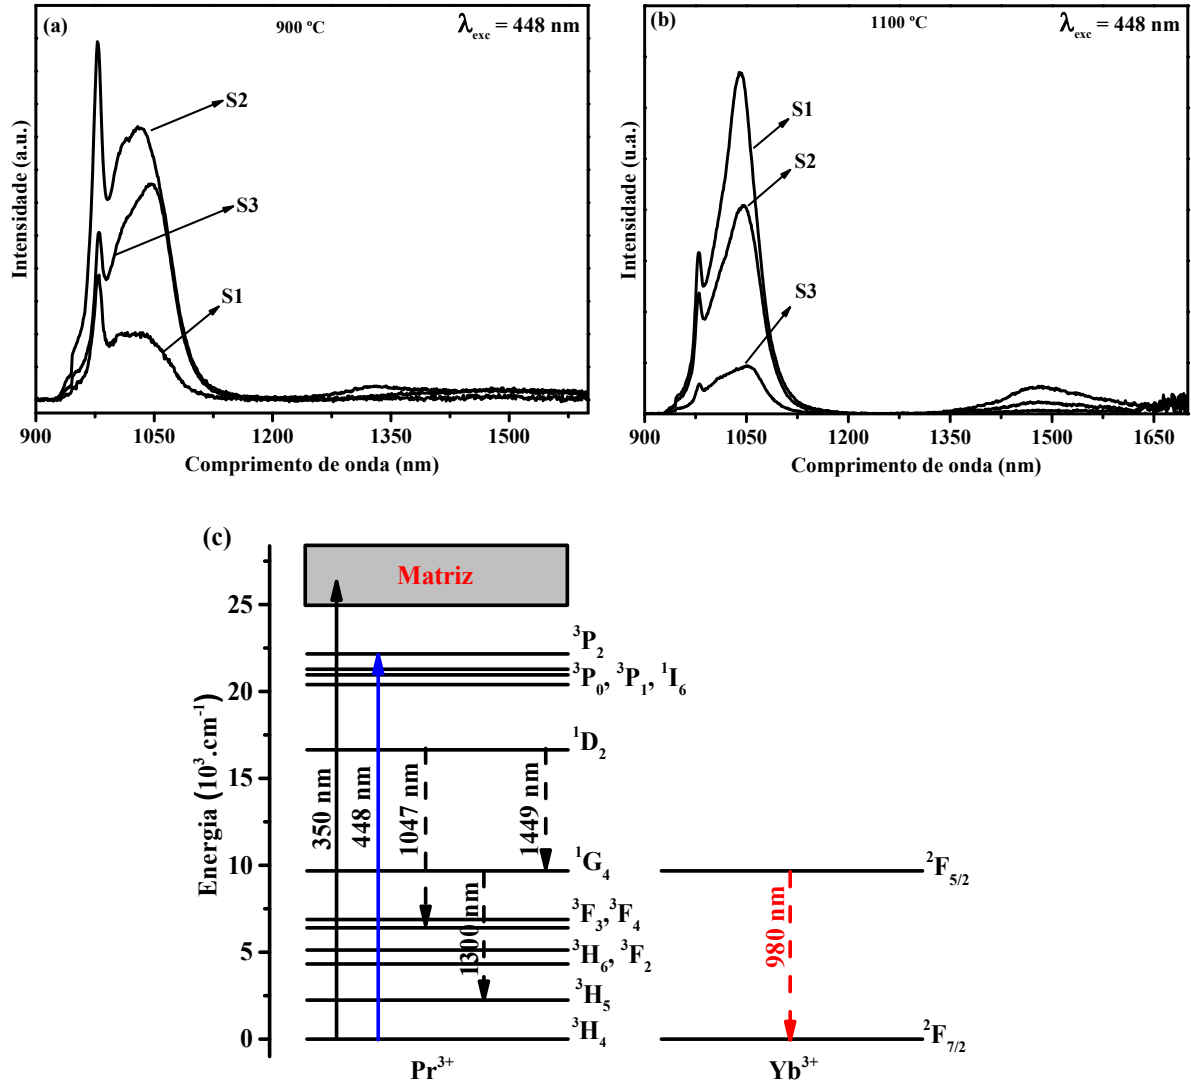 (a)
900 ºC
λexc = 448 nm
S2
S3
S1
Intensidade (a.u.)
900 1050 1200 1350 1500
Comprimento de onda (nm)
(b)
1100 ºC
λexc = 448 nm
S1
S2
S3
Intensidade (u.a.)
900 1050 1200 1350 1500 1650
Comprimento de onda (nm)
(c)
Matriz
25
20
15
10
5
0
Energia (10³.cm⁻¹)
350 nm
448 nm
1047 nm
1449 nm
1300 nm
³P₂
³P₀, ³P₁, ¹I₆
¹D₂
¹G₄
³F₃,³F₄
³H₆, ³F₂
³H₅
³H₄
Pr³⁺
980 nm
²F₅/₂
²F₇/₂
Yb³⁺